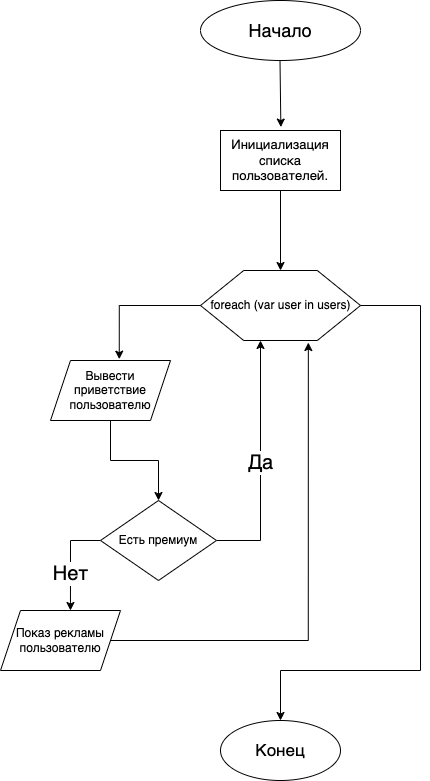 Начало
Инициализация
списка
пользователей.
foreach (var user in users)
Вывести
приветствие
пользователю
Да
Есть премиум
Нет
Показ рекламы
пользователю
Конец